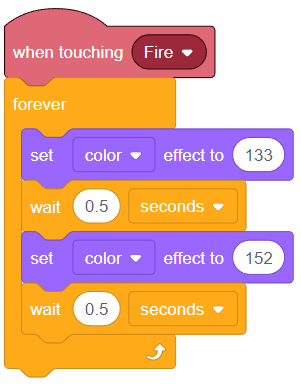 when touching Fire
forever
set color effect to 133
wait 0.5 seconds
set color effect to 152
wait 0.5 seconds